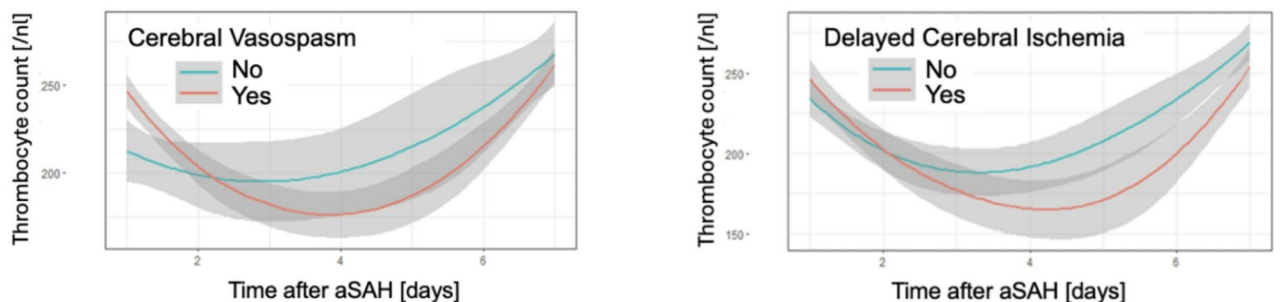 Thrombocyte count [/nl]
Cerebral Vasospasm
No
Yes
250
200
2
4
6
Time after aSAH [days]
Thrombocyte count [/nl]
Delayed Cerebral Ischemia
No
Yes
250
200
150
2
4
6
Time after aSAH [days]